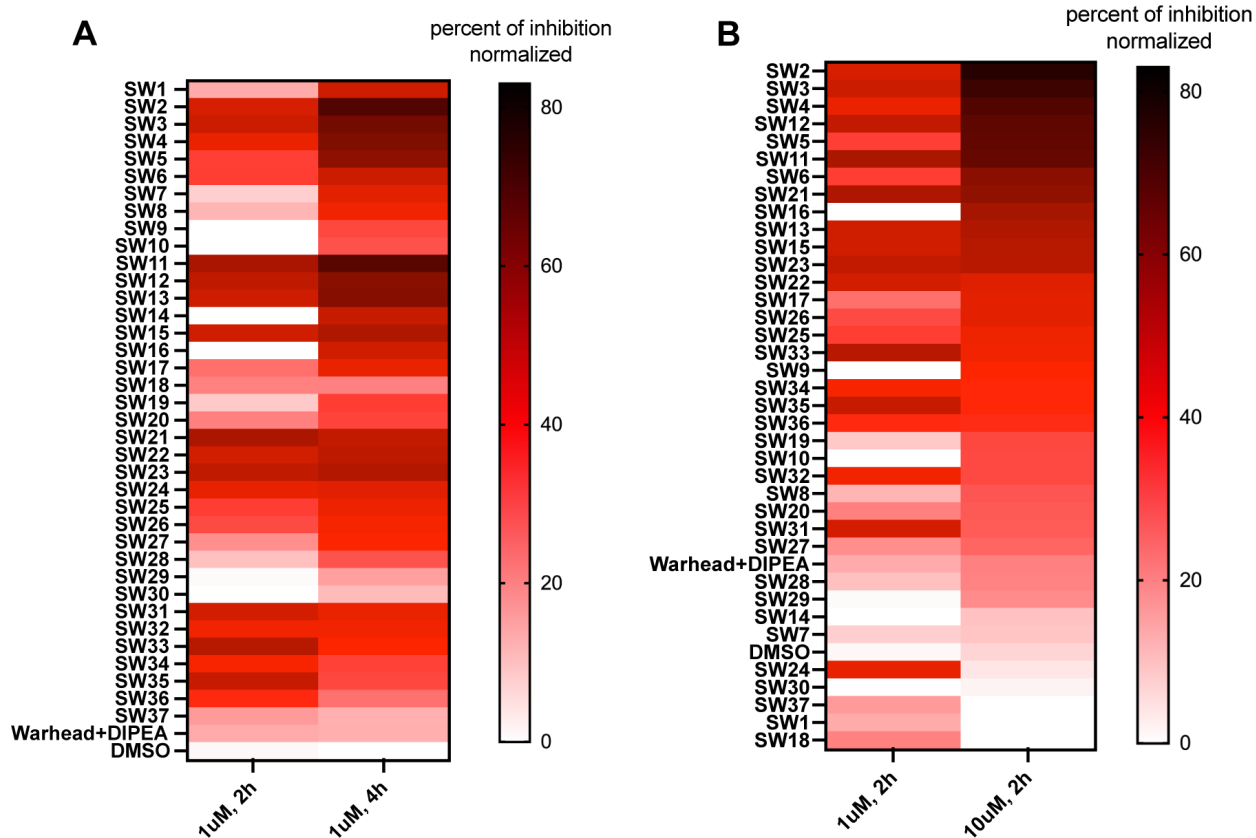 A
percent of inhibition
normalized
SW1
SW2
SW3
SW4
SW5
SW6
SW7
SW8
SW9
SW10
SW11
SW12
SW13
SW14
SW15
SW16
SW17
SW18
SW19
SW20
SW21
SW22
SW23
SW24
SW25
SW26
SW27
SW28
SW29
SW30
SW31
SW32
SW33
SW34
SW35
SW36
SW37
Warhead+DIPEA
DMSO
1uM, 2h
1uM, 4h
80
60
40
20
0
B
percent of inhibition
normalized
SW2
SW3
SW4
SW12
SW5
SW11
SW6
SW21
SW16
SW13
SW15
SW23
SW22
SW17
SW26
SW25
SW33
SW9
SW34
SW35
SW36
SW19
SW10
SW32
SW8
SW20
SW31
SW27
Warhead+DIPEA
SW28
SW29
SW14
SW7
DMSO
SW24
SW30
SW37
SW1
SW18
1uM, 2h
10uM, 2h
80
60
40
20
0